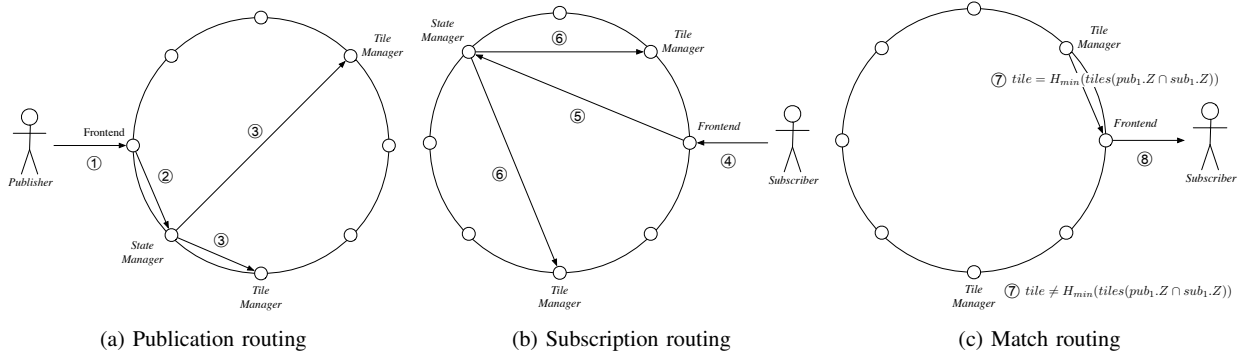 Tile
Manager
Frontend
①
Publisher
②
③
③
State
Manager
Tile
Manager
(a) Publication routing
State
Manager
⑥
Tile
Manager
⑤
Frontend
④
Subscriber
⑥
Tile
Manager
(b) Subscription routing
Tile
Manager
⑦ tile = H_min(tiles(pub_1.Z ∩ sub_1.Z))
Frontend
⑧
Subscriber
Tile
Manager
⑦ tile ≠ H_min(tiles(pub_1.Z ∩ sub_1.Z))
(c) Match routing